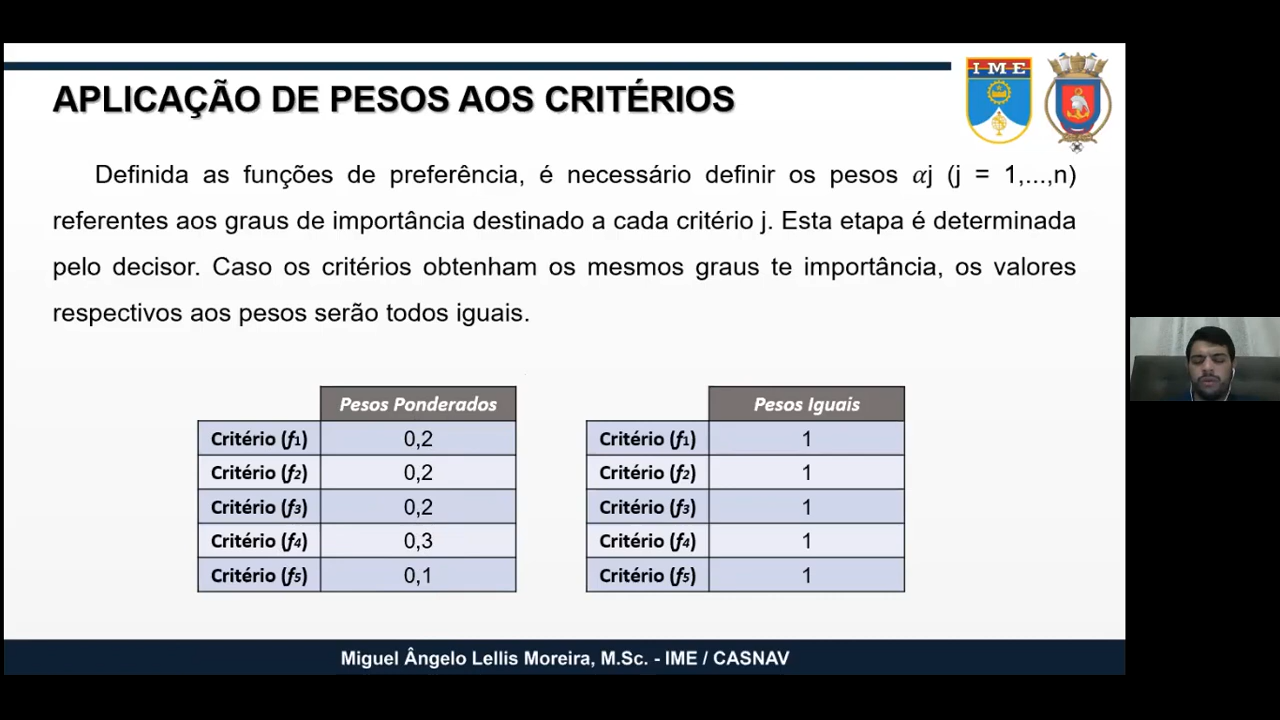 IME
APLICAÇÃO DE PESOS AOS CRITÉRIOS
Definida as funções de preferência, é necessário definir os pesos 𝛼j (j = 1,...,n)
referentes aos graus de importância destinado a cada critério j. Esta etapa é determinada
pelo decisor. Caso os critérios obtenham os mesmos graus te importância, os valores
respectivos aos pesos serão todos iguais.
Pesos Ponderados
Critério (f1) 0,2
Critério (f2) 0,2
Critério (f3) 0,2
Critério (f4) 0,3
Critério (f5) 0,1
Pesos Iguais
Critério (f1) 1
Critério (f2) 1
Critério (f3) 1
Critério (f4) 1
Critério (f5) 1
Miguel Ângelo Lellis Moreira, M.Sc. - IME / CASNAV